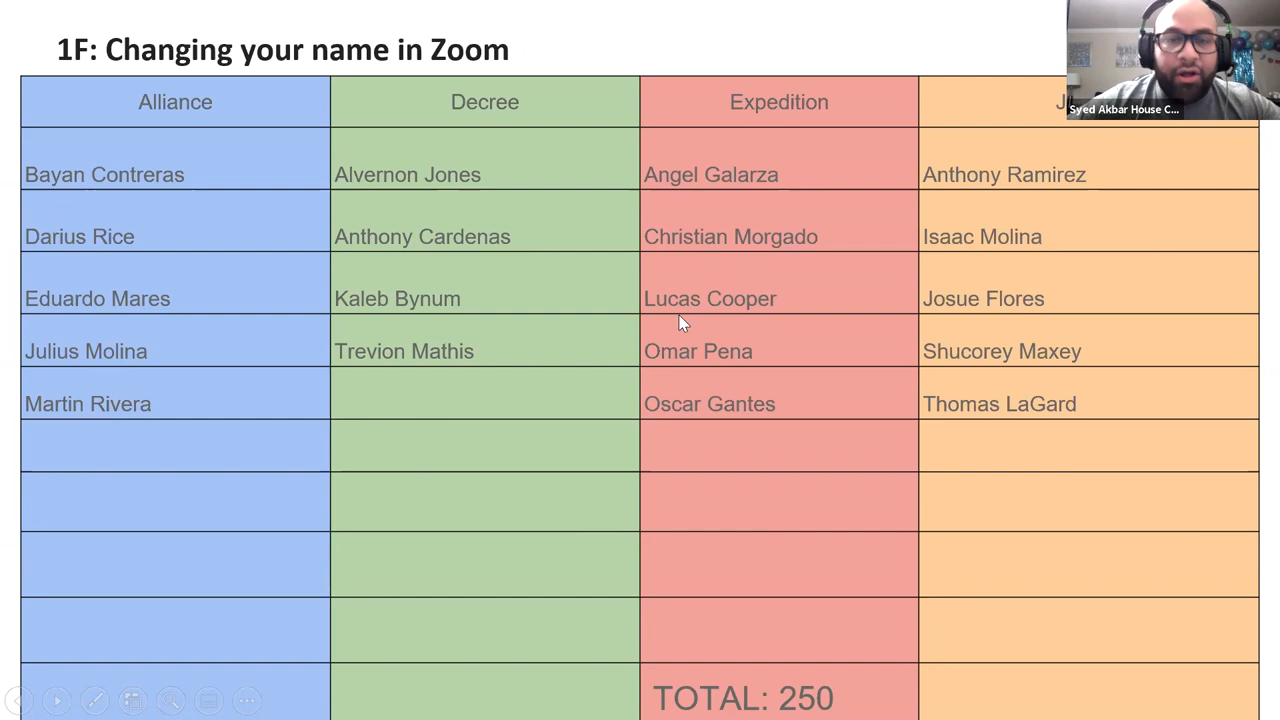 1F: Changing your name in Zoom
Syed Akbar House C...
Alliance Decree Expedition
Bayan Contreras Alvernon Jones Angel Galarza Anthony Ramirez
Darius Rice Anthony Cardenas Christian Morgado Isaac Molina
Eduardo Mares Kaleb Bynum Lucas Cooper Josue Flores
Julius Molina Trevion Mathis Omar Pena Shucorey Maxey
Martin Rivera Oscar Gantes Thomas LaGard
TOTAL: 250